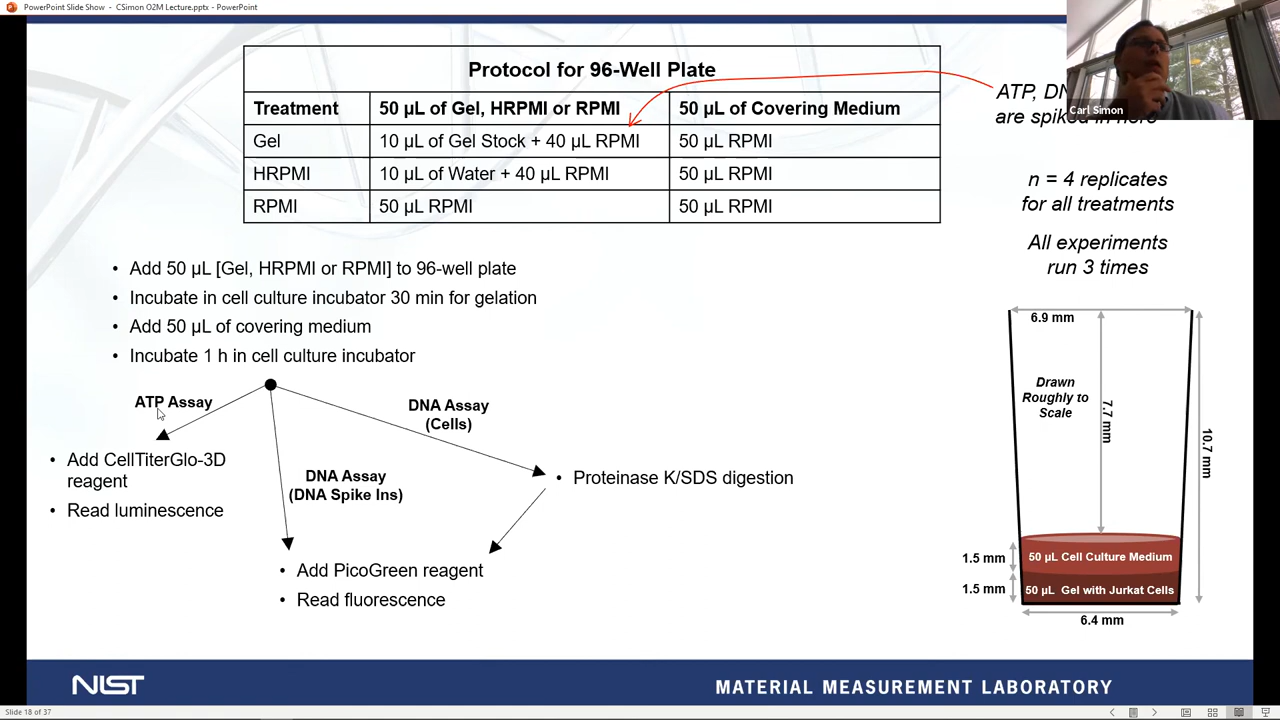 PowerPoint Slide Show - CSimon O2M Lecture.pptx - PowerPoint
Protocol for 96-Well Plate
Treatment 50 µL of Gel, HRPMI or RPMI 50 µL of Covering Medium
Gel 10 µL of Gel Stock + 40 µL RPMI 50 µL RPMI
HRPMI 10 µL of Water + 40 µL RPMI 50 µL RPMI
RPMI 50 µL RPMI 50 µL RPMI
ATP,
are spiked in here
Carl Simon
n = 4 replicates
for all treatments
All experiments
run 3 times
• Add 50 µL [Gel, HRPMI or RPMI] to 96-well plate
• Incubate in cell culture incubator 30 min for gelation
• Add 50 µL of covering medium
• Incubate 1 h in cell culture incubator
ATP Assay
• Add CellTiterGlo-3D
reagent
• Read luminescence
DNA Assay
(DNA Spike Ins)
DNA Assay
(Cells)
• Proteinase K/SDS digestion
• Add PicoGreen reagent
• Read fluorescence
6.9 mm
Drawn
Roughly to
Scale
7.7 mm
10.7 mm
1.5 mm
50 µL Cell Culture Medium
1.5 mm
50 µL Gel with Jurkat Cells
6.4 mm
NIST
MATERIAL MEASUREMENT LABORATORY
Slide 18 of 37